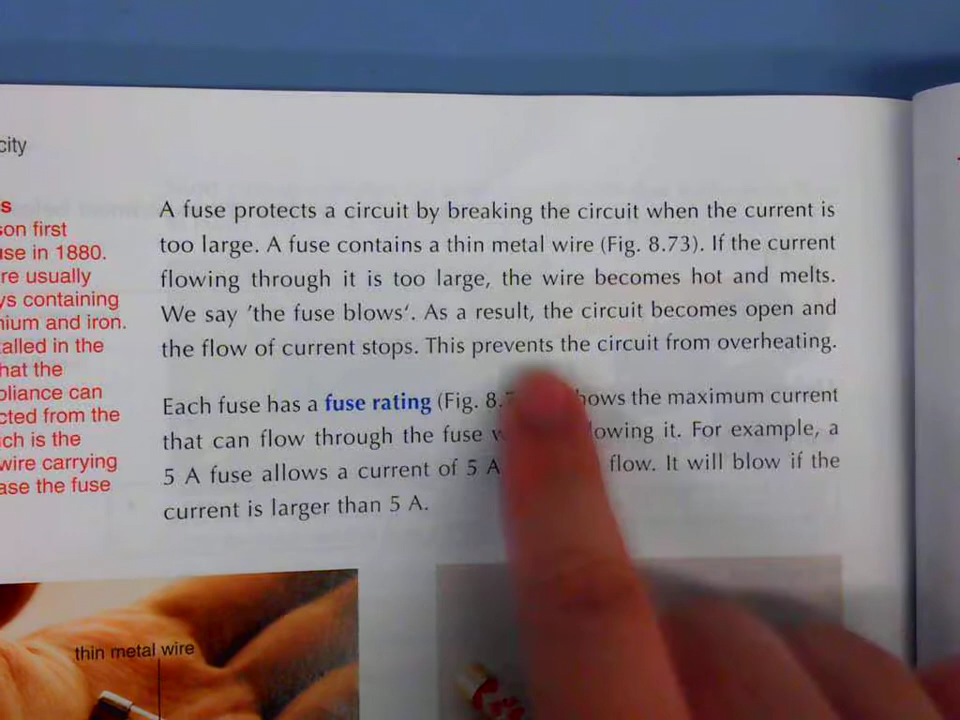 city
s
son first
use in 1880.
re usually
ys containing
nium and iron.
alled in the
hat the
pliance can
cted from the
ich is the
wire carrying
ase the fuse
A fuse protects a circuit by breaking the circuit when the current is
too large. A fuse contains a thin metal wire (Fig. 8.73). If the current
flowing through it is too large, the wire becomes hot and melts.
We say 'the fuse blows'. As a result, the circuit becomes open and
the flow of current stops. This prevents the circuit from overheating.
Each fuse has a fuse rating (Fig. 8. hows the maximum current
that can flow through the fuse lowing it. For example, a
5 A fuse allows a current of 5 A flow. It will blow if the
current is larger than 5 A.
thin metal wire